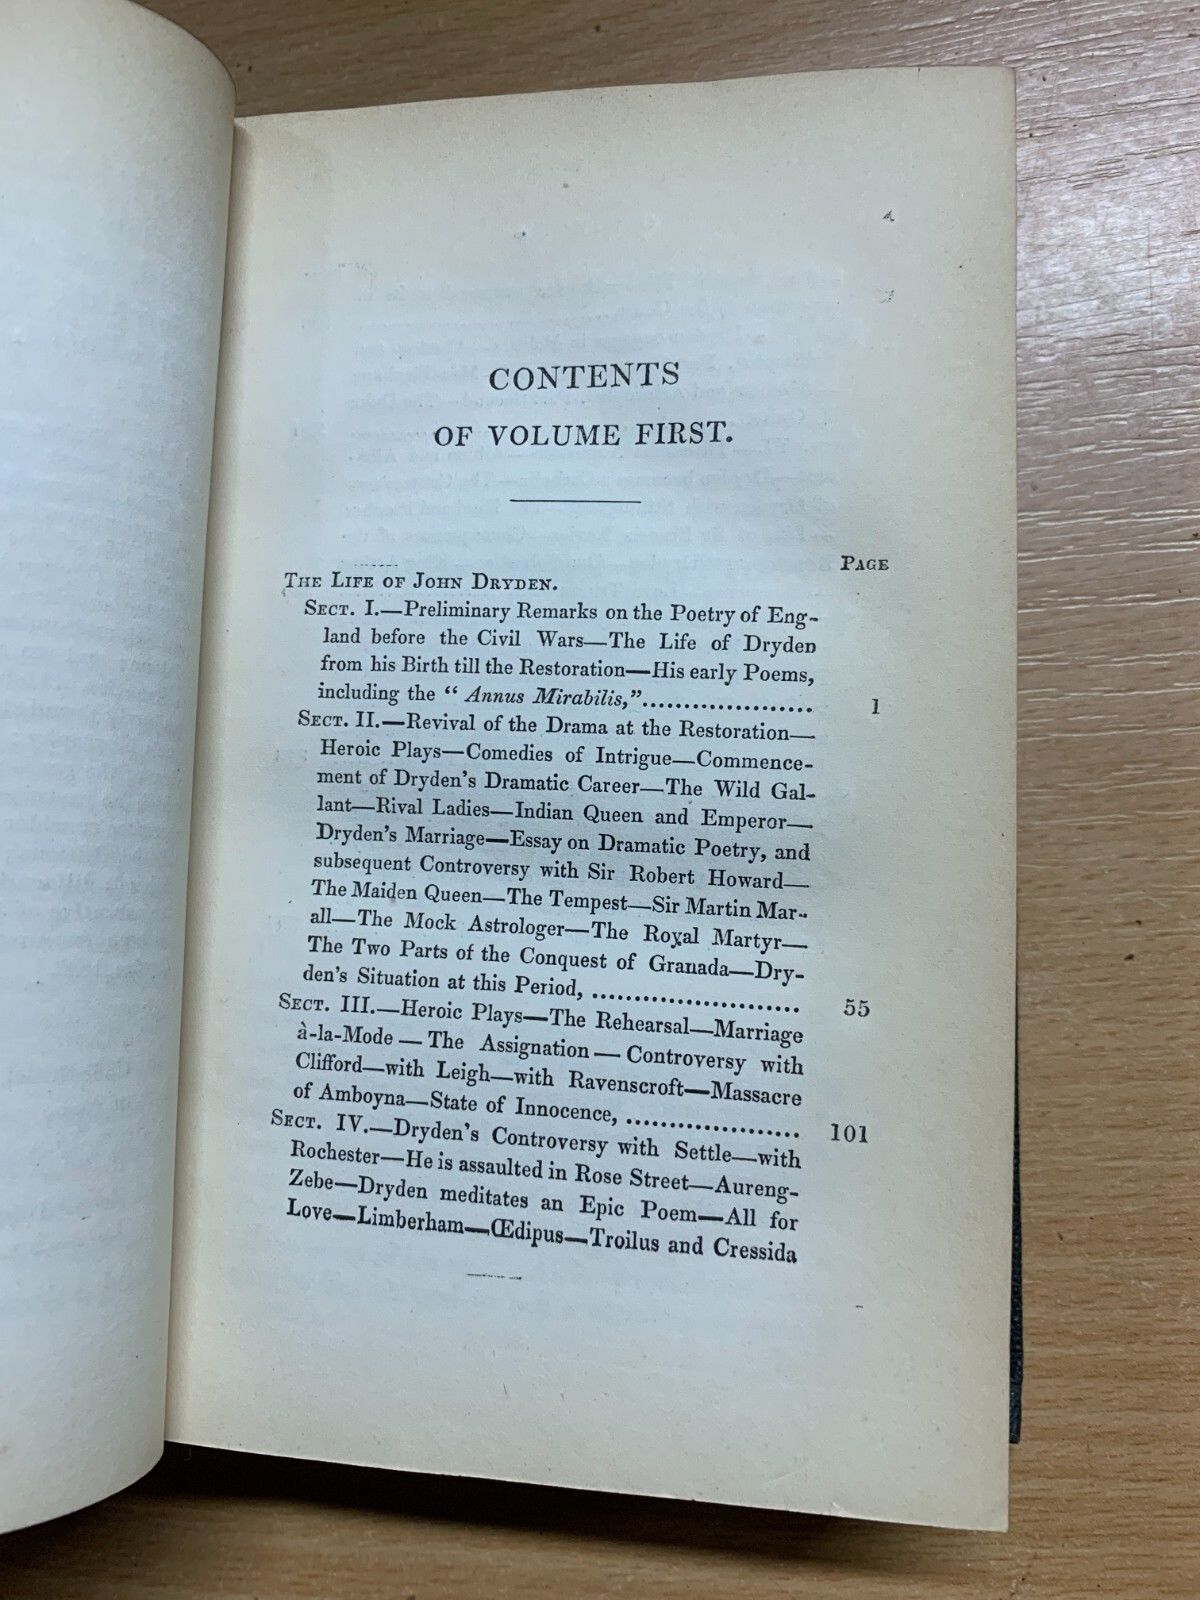 CONTENTS
OF VOLUME FIRST.
PAGE
THE LIFE OF JOHN DRYDEN.
SECT. I.—Preliminary Remarks on the Poetry of Eng-
land before the Civil Wars—The Life of Dryden
from his Birth till the Restoration—His early Poems,
including the “ Annus Mirabilis,”..................... 1
SECT. II.—Revival of the Drama at the Restoration—
Heroic Plays—Comedies of Intrigue—Commence-
ment of Dryden's Dramatic Career—The Wild Gal-
lant—Rival Ladies—Indian Queen and Emperor—
Dryden's Marriage—Essay on Dramatic Poetry, and
subsequent Controversy with Sir Robert Howard—
The Maiden Queen—The Tempest—Sir Martin Mar-
all—The Mock Astrologer—The Royal Martyr—
The Two Parts of the Conquest of Granada—Dry-
den's Situation at this Period, ......................... 55
SECT. III.—Heroic Plays—The Rehearsal—Marriage
à-la-Mode — The Assignation — Controversy with
Clifford—with Leigh—with Ravenscroft—Massacre
of Amboyna—State of Innocence, ..................... 101
SECT. IV.—Dryden's Controversy with Settle—with
Rochester—He is assaulted in Rose Street—Aureng-
Zebe—Dryden meditates an Epic Poem—All for
Love—Limberham—Œdipus—Troilus and Cressida